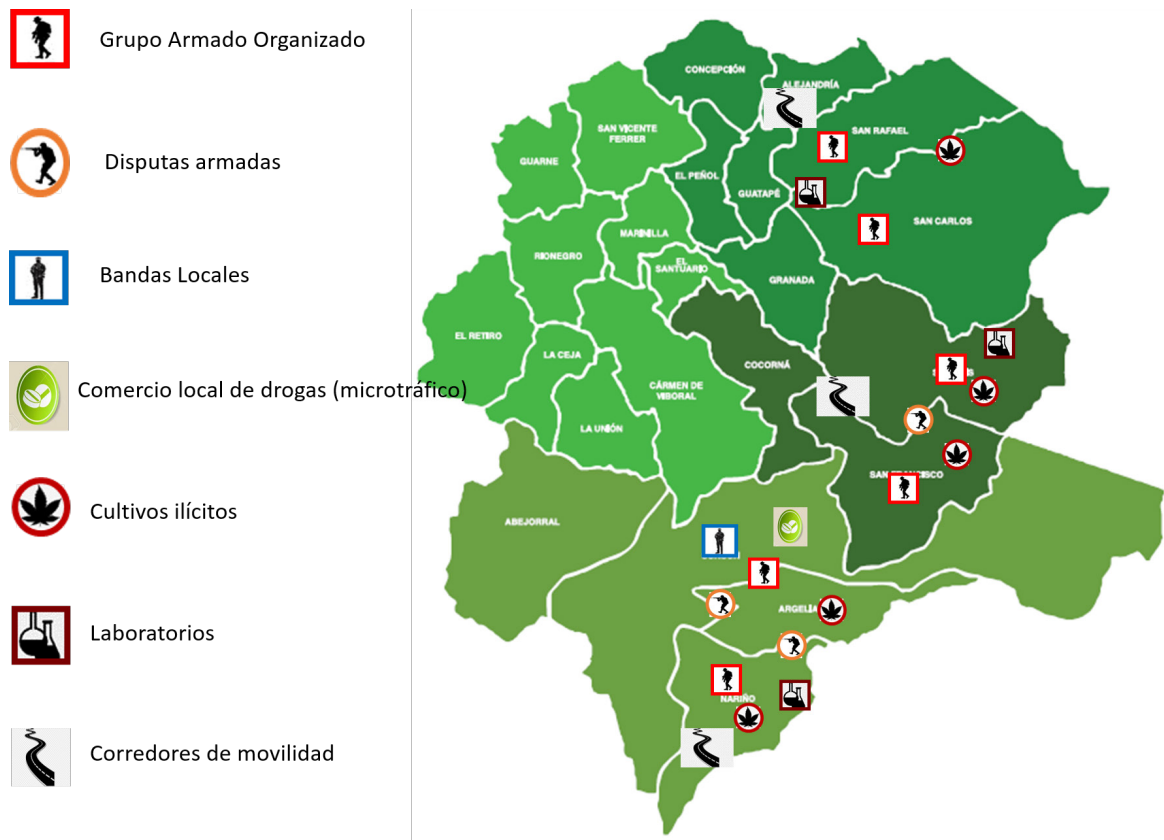 Grupo Armado Organizado
Disputas armadas
Bandas Locales
Comercio local de drogas (microtráfico)
Cultivos ilícitos
Laboratorios
Corredores de movilidad
CONCEPCIÓN
ALEJANDRÍA
SAN VICENTE
FERRER
SAN RAFAEL
GUARNE
EL PEÑOL
GUATAPÉ
SAN CARLOS
MARINILLA
RIONEGRO
EL
SANTUARIO
GRANADA
EL RETIRO
LA CEJA
COCORNÁ
CÁRMEN DE
VIBORAL
LA UNIÓN
ABEJORRAL
ARGELIA
NARIÑO